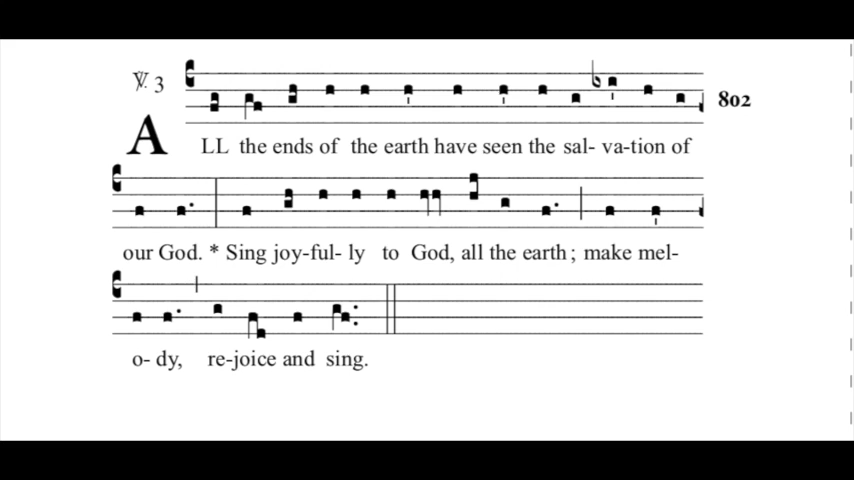 ℣. 3
802
ALL the ends of the earth have seen the sal- va-tion of
our God. * Sing joy-ful- ly to God, all the earth ; make mel-
o- dy, re-joice and sing.